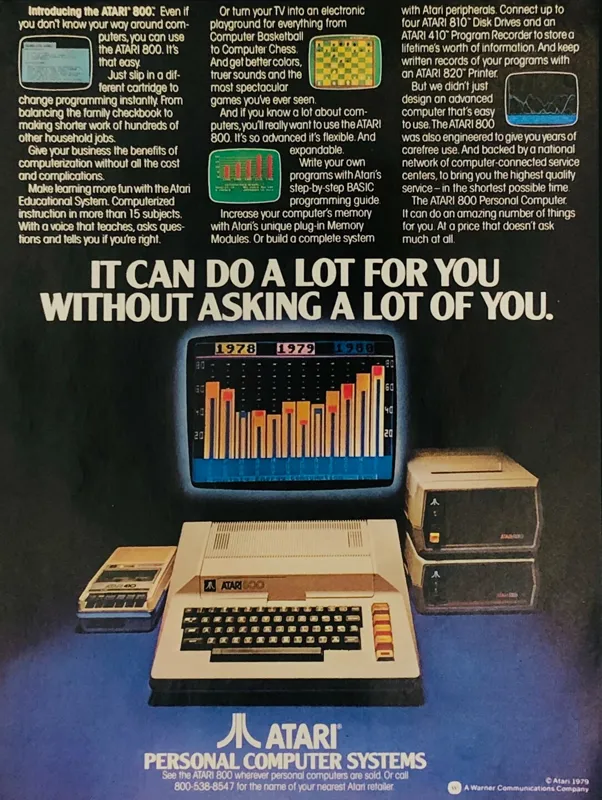 Introducing the ATARI® 800™. Even if
you don't know your way around com-
puters, you can use
the ATARI 800. It's
that easy.
Just slip in a dif-
ferent cartridge to
change programming instantly. From
balancing the family checkbook to
making shorter work of hundreds of
other household jobs.
Give your business the benefits of
computerization without all the cost
and complications.
Make learning more fun with the Atari
Educational System. Computerized
instruction in more than 15 subjects.
With a voice that teaches, asks ques-
tions and tells you if you're right.
Or turn your TV into an electronic
playground for everything from
Computer Basketball
to Computer Chess.
And get better colors,
truer sounds and the
most spectacular
games you've ever seen.
And if you know a lot about com-
puters, you'll really want to use the ATARI
800. It's so advanced it's flexible. And
expandable.
Write your own
programs with Atari's
step-by-step BASIC
programming guide.
Increase your computer's memory
with Atari's unique plug-in Memory
Modules. Or build a complete system
with Atari peripherals. Connect up to
four ATARI 810™ Disk Drives and an
ATARI 410™ Program Recorder to store a
lifetime's worth of information. And keep
written records of your programs with
an ATARI 820™ Printer.
But we didn't just
design an advanced
computer that's easy
to use. The ATARI 800
was also engineered to give you years of
carefree use. And backed by a national
network of computer-connected service
centers, to bring you the highest quality
service – in the shortest possible time.
The ATARI 800 Personal Computer.
It can do an amazing number of things
for you. At a price that doesn't ask
much at all.
IT CAN DO A LOT FOR YOU
WITHOUT ASKING A LOT OF YOU.
1978 1979 1980
80 80
60 60
40 40
20 20
ATARI 800
ATARI®
PERSONAL COMPUTER SYSTEMS
See the ATARI 800 wherever personal computers are sold. Or call
800-538-8547 for the name of your nearest Atari retailer.
© Atari 1979
A Warner Communications Company